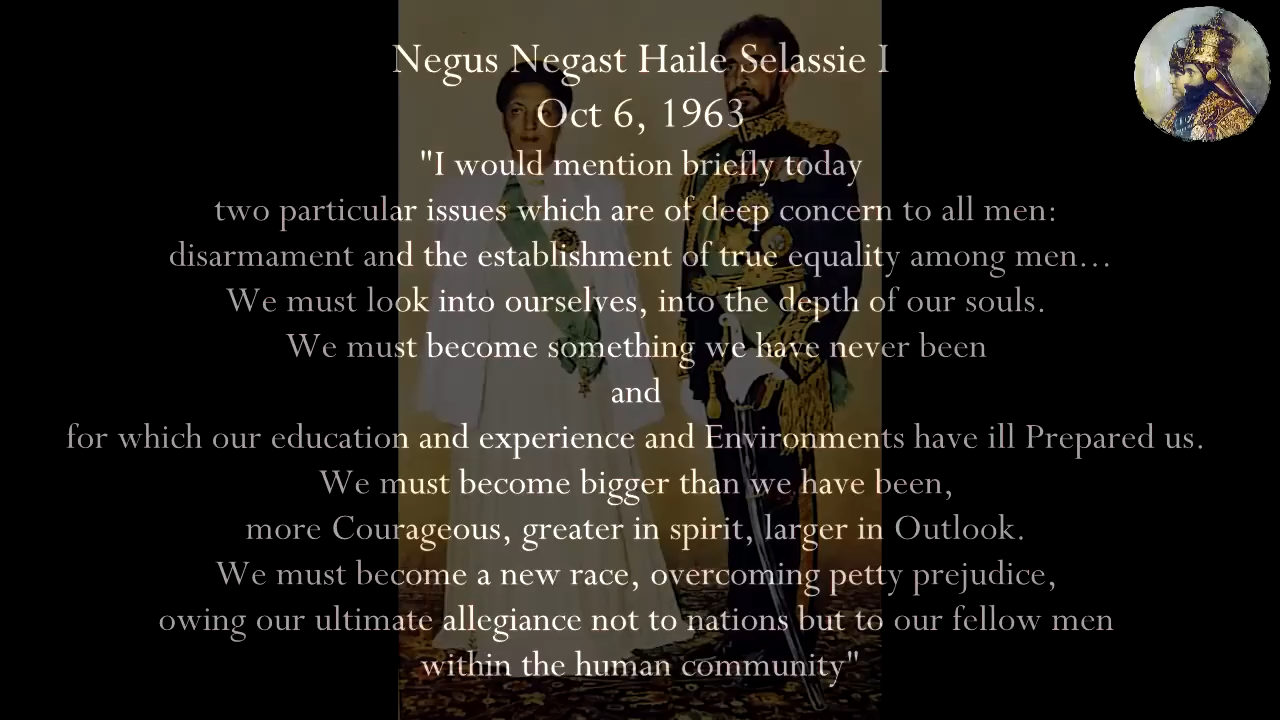 Negus Negast Haile Selassie I
Oct 6, 1963
"I would mention briefly today
two particular issues which are of deep concern to all men:
disarmament and the establishment of true equality among men...
We must look into ourselves, into the depth of our souls.
We must become something we have never been
and
for which our education and experience and Environments have ill Prepared us.
We must become bigger than we have been,
more Courageous, greater in spirit, larger in Outlook.
We must become a new race, overcoming petty prejudice,
owing our ultimate allegiance not to nations but to our fellow men
within the human community"